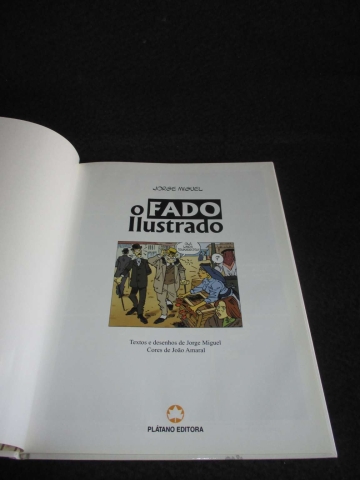 JORGE MIGUEL
O FADO
Ilustrado
?
Textos e desenhos de Jorge Miguel
Cores de João Amaral
PLÁTANO EDITORA